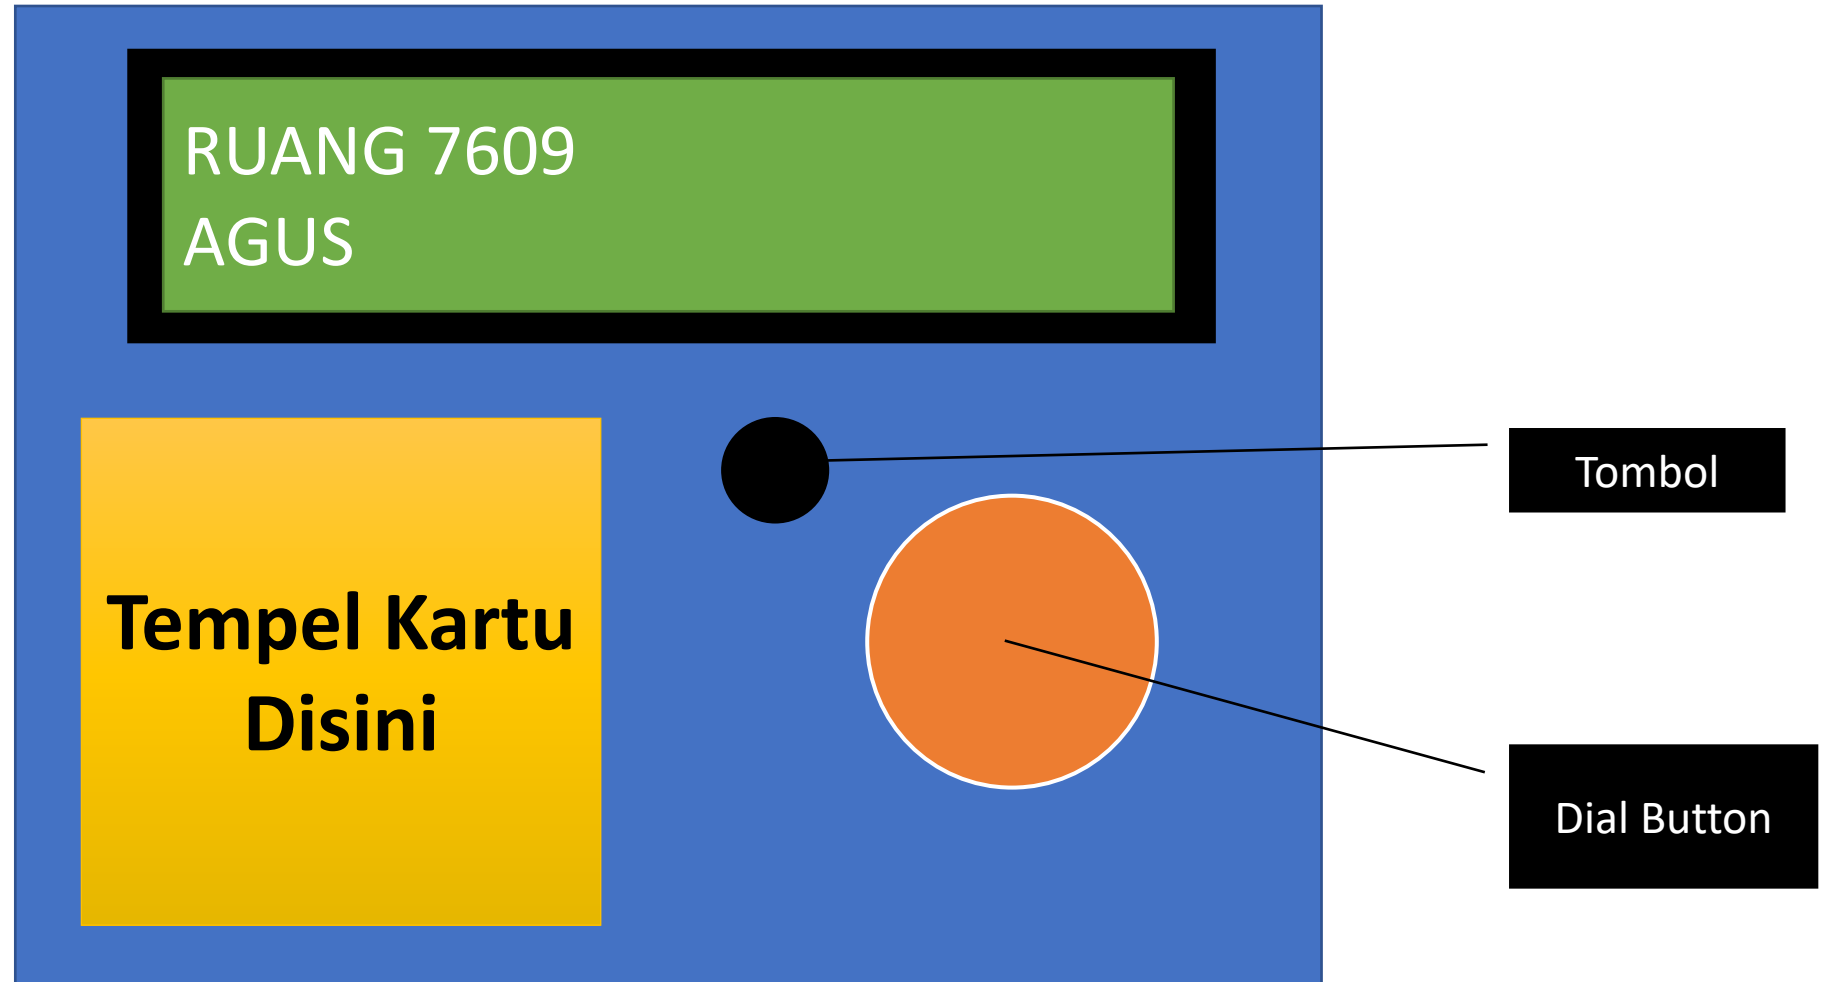 RUANG 7609
AGUS
Tombol
Tempel Kartu
Disini
Dial Button